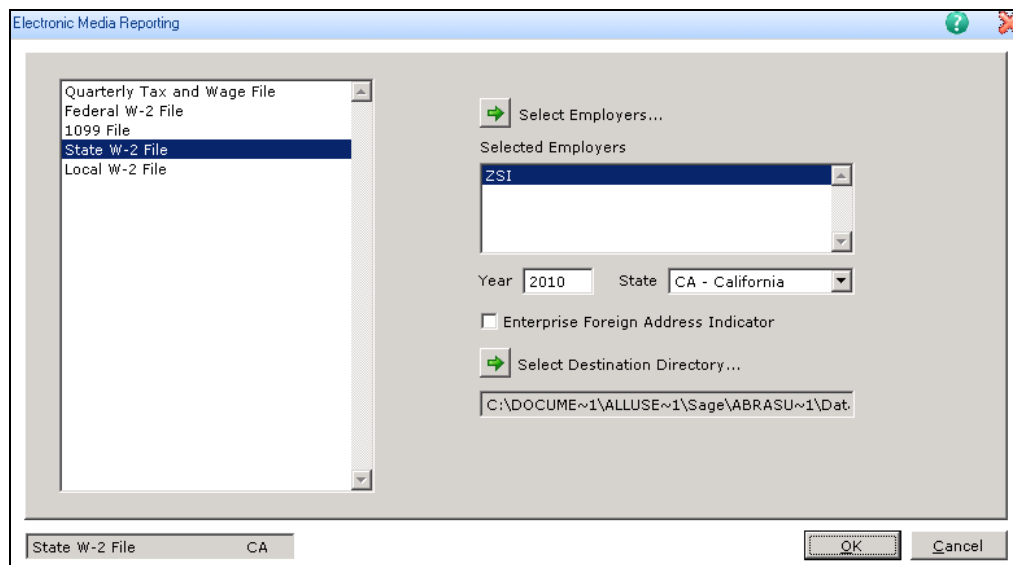 Electronic Media Reporting
Quarterly Tax and Wage File
Federal W-2 File
1099 File
State W-2 File
Local W-2 File
Select Employers...
Selected Employers
ZSI
Year 2010 State CA - California
Enterprise Foreign Address Indicator
Select Destination Directory...
C:\DOCUME~1\ALLUSE~1\Sage\ABRASU~1\Dat
State W-2 File CA
OK Cancel